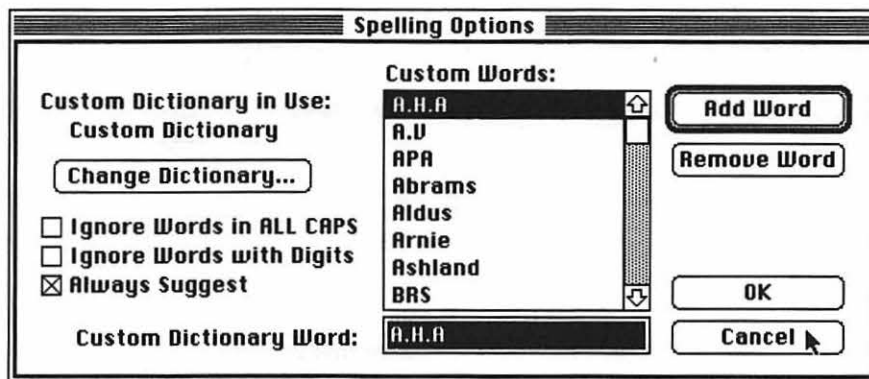 Spelling Options
Custom Dictionary in Use:
Custom Dictionary
Change Dictionary...
Ignore Words in ALL CAPS
Ignore Words with Digits
Always Suggest
Custom Words:
A.H.A
A.V
APA
Abrams
Aldus
Arnie
Ashland
BRS
Custom Dictionary Word:
A.H.A
Add Word
Remove Word
OK
Cancel